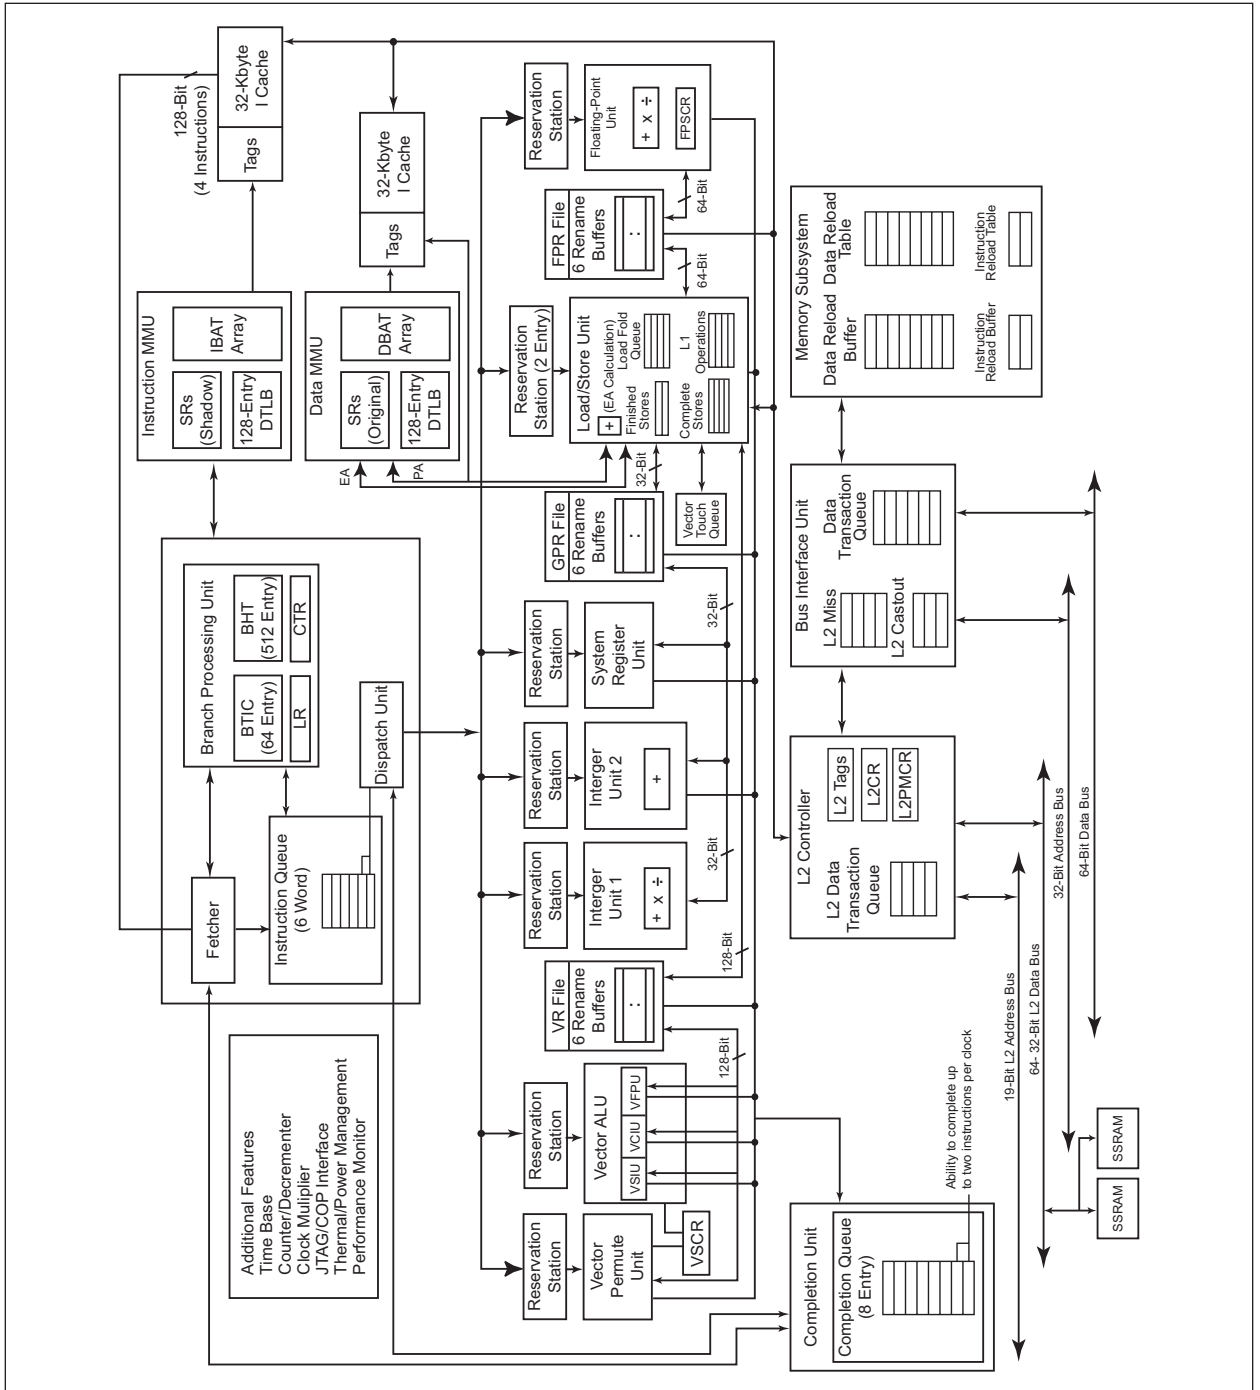 Additional Features
Time Base
Counter/Decrementer
Clock Muliplier
JTAG/COP Interface
Thermal/Power Management
Performance Monitor
Fetcher
Instruction Queue
(6 Word)
Branch Processing Unit
BTIC
(64 Entry)
BHT
(512 Entry)
LR
CTR
Dispatch Unit
Instruction MMU
SRs
(Shadow)
128-Entry
DTLB
IBAT
Array
128-Bit
(4 Instructions)
Tags
32-Kbyte
I Cache
Data MMU
SRs
(Original)
128-Entry
DTLB
DBAT
Array
EA
PA
Tags
32-Kbyte
I Cache
Reservation
Station
Reservation
Station
Reservation
Station
Reservation
Station
Reservation
Station
Reservation
Station (2 Entry)
Reservation
Station
Vector
Permute
Unit
VSCR
Vector ALU
VSIU
VCIU
VFPU
128-Bit
VR File
6 Rename
Buffers
:
128-Bit
Interger
Unit 1
+ x ÷
32-Bit
Interger
Unit 2
+
System
Register
Unit
32-Bit
GPR File
6 Rename
Buffers
:
32-Bit
Vector
Touch
Queue
Load/Store Unit
+
(EA Calculation)
Finished
Stores
Load Fold
Queue
Complete
Stores
L1
Operations
64-Bit
FPR File
6 Rename
Buffers
:
64-Bit
Floating-Point
Unit
+ x ÷
FPSCR
Completion Unit
Completion Queue
(8 Entry)
Ability to complete up
to two instructions per clock
L2 Controller
L2 Data
Transaction
Queue
L2 Tags
L2CR
L2PMCR
Bus Interface Unit
L2 Miss
Data
Transaction
Queue
L2 Castout
Memory Subsystem
Data Reload
Buffer
Data Reload
Table
Instruction
Reload Buffer
Instruction
Reload Table
19-Bit L2 Address Bus
64- 32-Bit L2 Data Bus
32-Bit Address Bus
64-Bit Data Bus
SSRAM
SSRAM